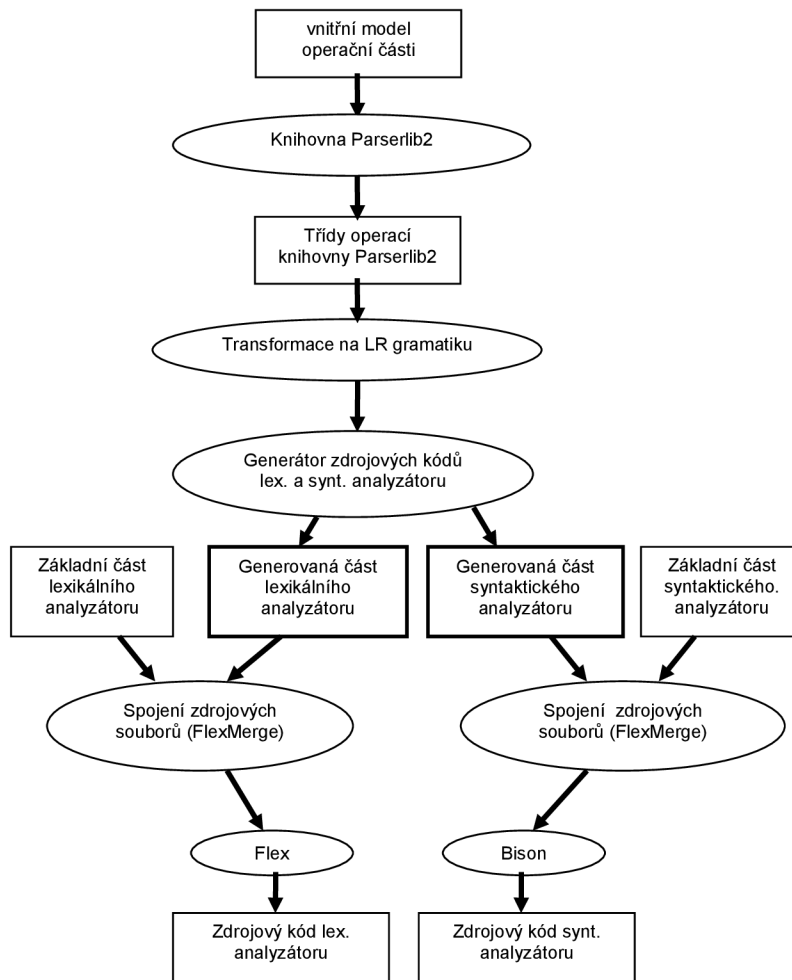 vnitřní model
operační části
Knihovna Parserlib2
Třídy operací
knihovny Parserlib2
Transformace na LR gramatiku
Generátor zdrojových kódů
lex. a synt. analyzátoru
Základní část
lexikálního
analyzátoru
Generovaná část
lexikálního
analyzátoru
Generovaná část
syntaktického
analyzátoru
Základní část
syntaktického.
analyzátoru
Spojení zdrojových
souborů (FlexMerge)
Spojení zdrojových
souborů (FlexMerge)
Flex
Bison
Zdrojový kód lex.
analyzátoru
Zdrojový kód synt.
analyzátoru